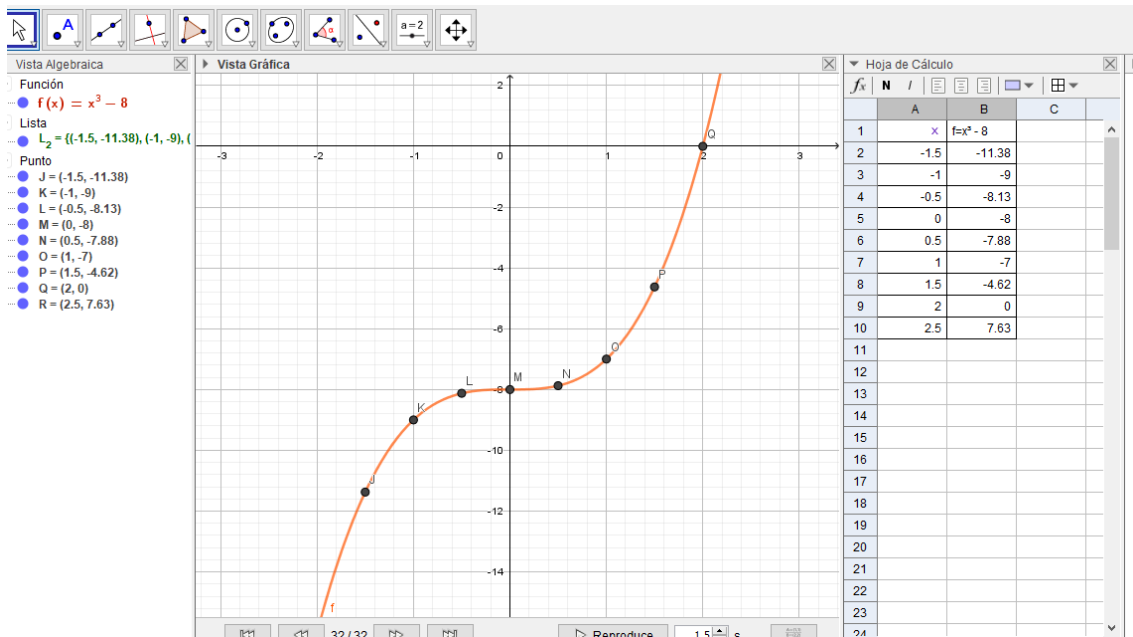 A
α
a=2
Vista Algebraica
Función
f(x) = x³ − 8
Lista
L₂ = {(-1.5, -11.38), (-1, -9), (
Punto
J = (-1.5, -11.38)
K = (-1, -9)
L = (-0.5, -8.13)
M = (0, -8)
N = (0.5, -7.88)
O = (1, -7)
P = (1.5, -4.62)
Q = (2, 0)
R = (2.5, 7.63)
Vista Gráfica
2
Q
-3 -2 -1 0 1 2 3
-2
-4
P
-6
O
L M N
-8
K
-10
J
-12
-14
f
32 / 32
Reproduce 1.5 s
Hoja de Cálculo
fx N I
A B C
1 x f=x³ - 8
2 -1.5 -11.38
3 -1 -9
4 -0.5 -8.13
5 0 -8
6 0.5 -7.88
7 1 -7
8 1.5 -4.62
9 2 0
10 2.5 7.63
11
12
13
14
15
16
17
18
19
20
21
22
23
24